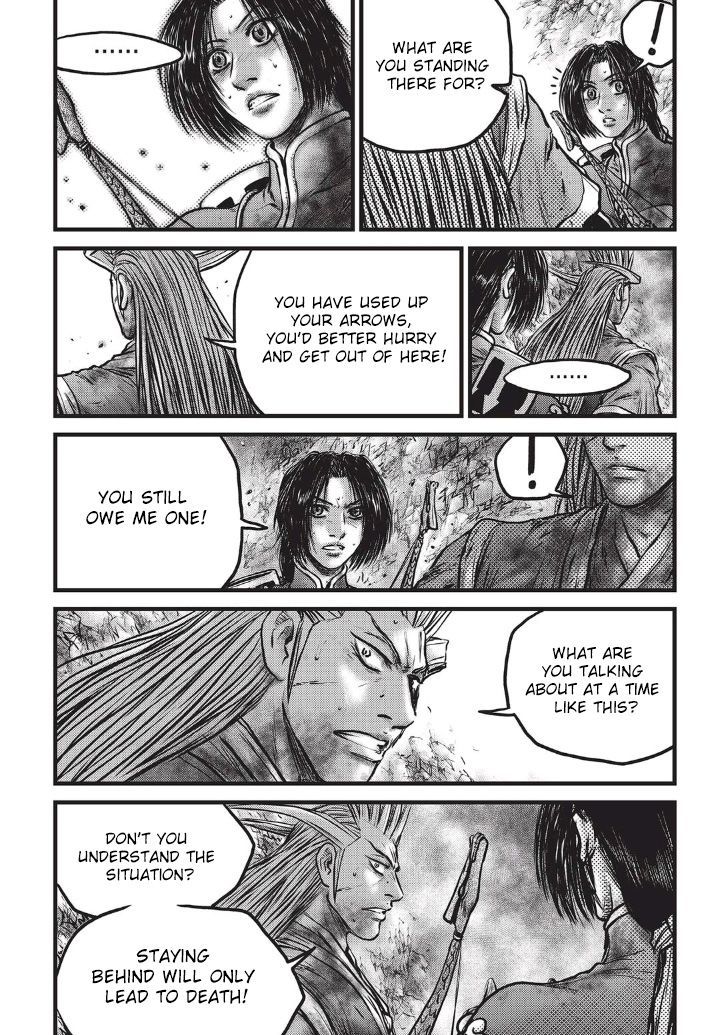 ......
WHAT ARE
YOU STANDING
THERE FOR?
!
YOU HAVE USED UP
YOUR ARROWS,
YOU'D BETTER HURRY
AND GET OUT OF HERE!
......
YOU STILL
OWE ME ONE!
!
WHAT ARE
YOU TALKING
ABOUT AT A TIME
LIKE THIS?
DON'T YOU
UNDERSTAND THE
SITUATION?
STAYING
BEHIND WILL ONLY
LEAD TO DEATH!